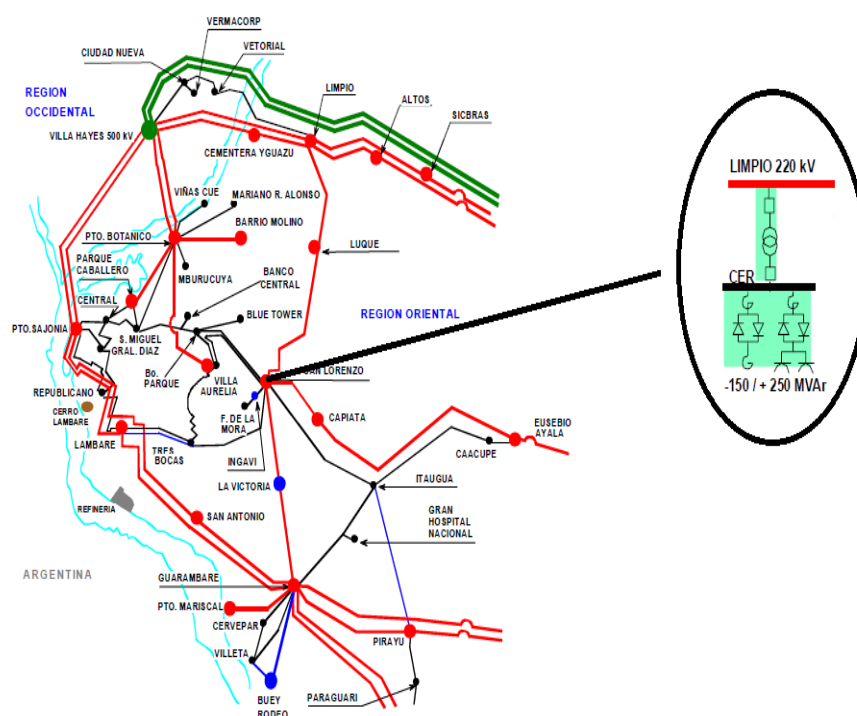 VERMACORP
CIUDAD NUEVA
VETORIAL
REGION
OCCIDENTAL
LIMPIO
ALTOS
SICBRAS
VILLA HAYES 500 kV
CEMENTERA YGUAZU
VIÑAS CUE
MARIANO R. ALONSO
BARRIO MOLINO
PTO. BOTANICO
LUQUE
PARQUE
CABALLERO
MBURUCUYA
BANCO
CENTRAL
CENTRAL
BLUE TOWER
REGION ORIENTAL
PTO.SAJONIA
S. MIGUEL
GRAL. DIAZ
Bo.
PARQUE
VILLA
AURELIA
SAN LORENZO
REPUBLICANO
CERRO
LAMBARE
F. DE LA
MORA
CAPIATA
EUSEBIO
AYALA
LAMBARE
TRES
BOCAS
INGAVI
CAACUPE
LA VICTORIA
ITAUGUA
REFINERIA
SAN ANTONIO
GRAN
HOSPITAL
NACIONAL
ARGENTINA
GUARAMBARE
PTO. MARISCAL
CERVEPAR
PIRAYU
VILLETA
BUEY
RODEO
PARAGUARI
LIMPIO 220 kV
CER
-150 / + 250 MVAr